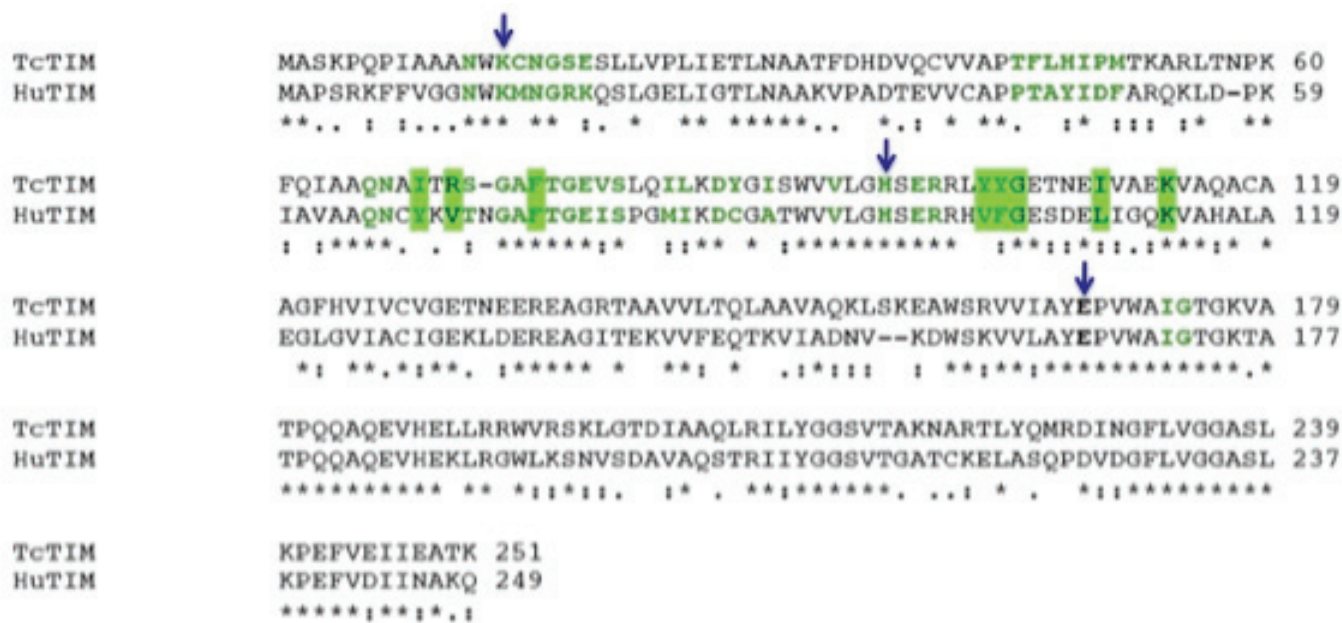 TcTIM MASKPQPIAAANWKCNGSESLLVPLIETLNAATFDHDVQCVVAPTFLHIPMTKARLTNPK 60
HuTIM MAPSRKFFVGGNWKMNGRKQSLGELIGTLNAAKVPADTEVVCAPPTAYIDFARQKLD-PK 59
**.. : :...*** ** :. * ** *****.. *.: ***. :* :: :* **
TcTIM FQIAAQNAITRS-GAFTGEVSLQILKDYGISWVVLGHSERRLYYGETNEIVAEKVAQACA 119
HuTIM IAVAAQNCYKVTNGAFTGEISPGMIKDCGATWVVLGHSERRHVFGESDELIGQKVAHALA 119
: :****. . : ******:* ::** * :********** :**::*::.:***:* *
TcTIM AGFHVIVCVGETNEEREAGRTAAVVLTQLAAVAQKLSKEAWSRVVIAYEPVWAIGTGKVA 179
HuTIM EGLGVIACIGEKLDEREAGITEKVVFEQTKVIADNV--KDWSKVVLAYEPVWAIGTGKTA 177
*: **.*:**. :***** * **: * .:*::: : **:**:************.*
TcTIM TPQQAQEVHELLRRWVRSKLGTDIAAQLRILYGGSVTAKNARTLYQMRDINGFLVGGASL 239
HuTIM TPQQAQEVHEKLRGWLKSNVSDAVAQSTRIIYGGSVTGATCKELASQPDVDGFLVGGASL 237
********** ** *::*::. :* . **:******. ..: * . *::*********
TcTIM KPEFVEIIEATK 251
HuTIM KPEFVDIINAKQ 249
*****:**:*.: